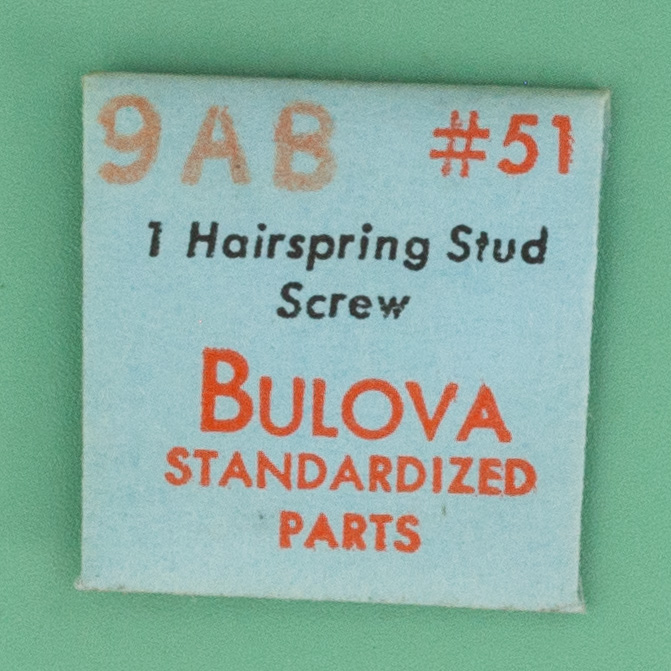 9AB #51
1 Hairspring Stud
Screw
BULOVA
STANDARDIZED
PARTS